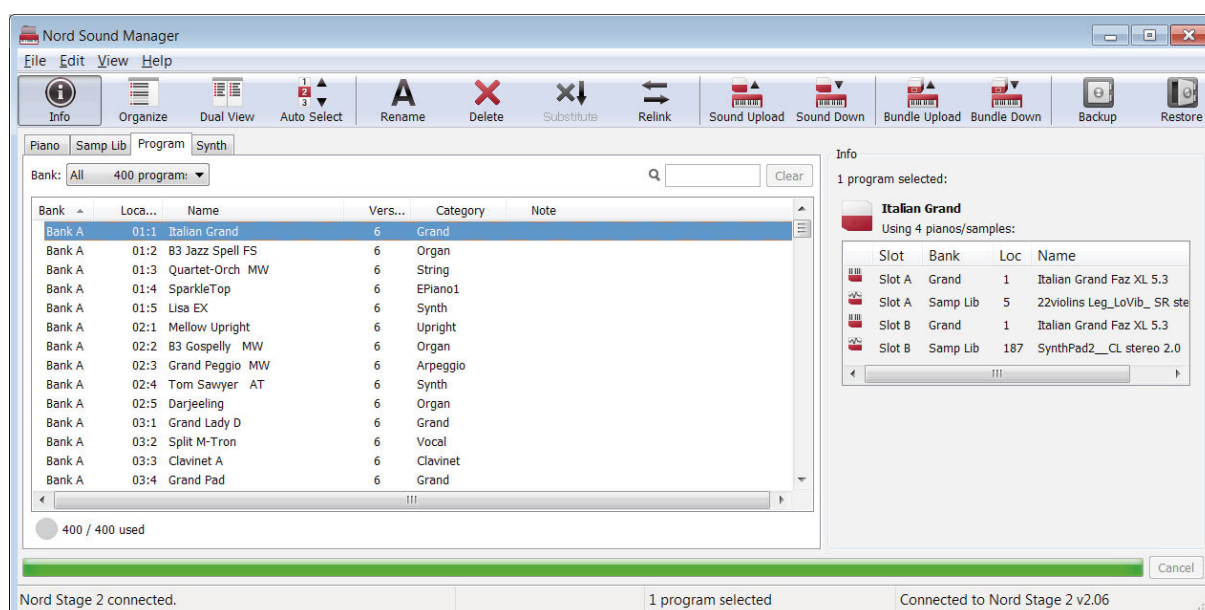 Nord Sound Manager
File Edit View Help
1 2 3
A
Info Organize Dual View Auto Select Rename Delete Substitute Relink Sound Upload Sound Down Bundle Upload Bundle Down Backup Restore
Piano Samp Lib Program Synth
Bank: All 400 program: Clear
Bank Loca... Name Vers... Category Note
Bank A 01:1 Italian Grand 6 Grand
Bank A 01:2 B3 Jazz Spell FS 6 Organ
Bank A 01:3 Quartet-Orch MW 6 String
Bank A 01:4 SparkleTop 6 EPiano1
Bank A 01:5 Lisa EX 6 Synth
Bank A 02:1 Mellow Upright 6 Upright
Bank A 02:2 B3 Gospelly MW 6 Organ
Bank A 02:3 Grand Peggio MW 6 Arpeggio
Bank A 02:4 Tom Sawyer AT 6 Synth
Bank A 02:5 Darjeeling 6 Organ
Bank A 03:1 Grand Lady D 6 Grand
Bank A 03:2 Split M-Tron 6 Vocal
Bank A 03:3 Clavinet A 6 Clavinet
Bank A 03:4 Grand Pad 6 Grand
400 / 400 used
Info
1 program selected:
Italian Grand
Using 4 pianos/samples:
Slot Bank Loc Name
Slot A Grand 1 Italian Grand Faz XL 5.3
Slot A Samp Lib 5 22violins Leg_LoVib_ SR ste
Slot B Grand 1 Italian Grand Faz XL 5.3
Slot B Samp Lib 187 SynthPad2__CL stereo 2.0
Cancel
Nord Stage 2 connected. 1 program selected Connected to Nord Stage 2 v2.06